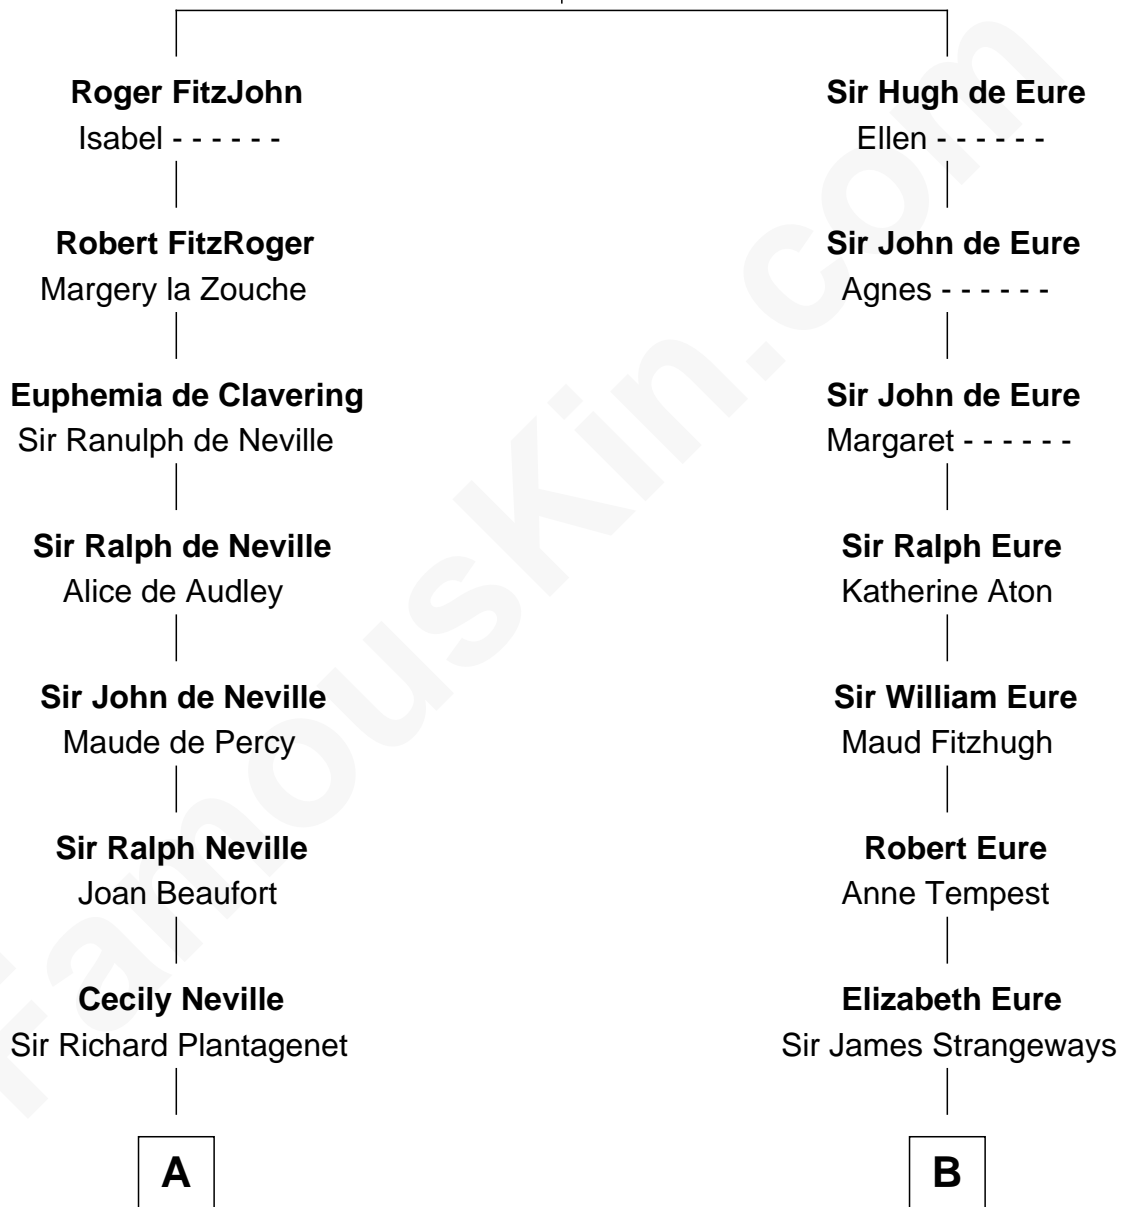 Roger FitzJohn
Isabel - - - - - -
Robert FitzRoger
Margery la Zouche
Euphemia de Clavering
Sir Ranulph de Neville
Sir Ralph de Neville
Alice de Audley
Sir John de Neville
Maude de Percy
Sir Ralph Neville
Joan Beaufort
Cecily Neville
Sir Richard Plantagenet
A
Sir Hugh de Eure
Ellen - - - - - -
Sir John de Eure
Agnes - - - - - -
Sir John de Eure
Margaret - - - - - -
Sir Ralph Eure
Katherine Aton
Sir William Eure
Maud Fitzhugh
Robert Eure
Anne Tempest
Elizabeth Eure
Sir James Strangeways
B
FamousKin.com